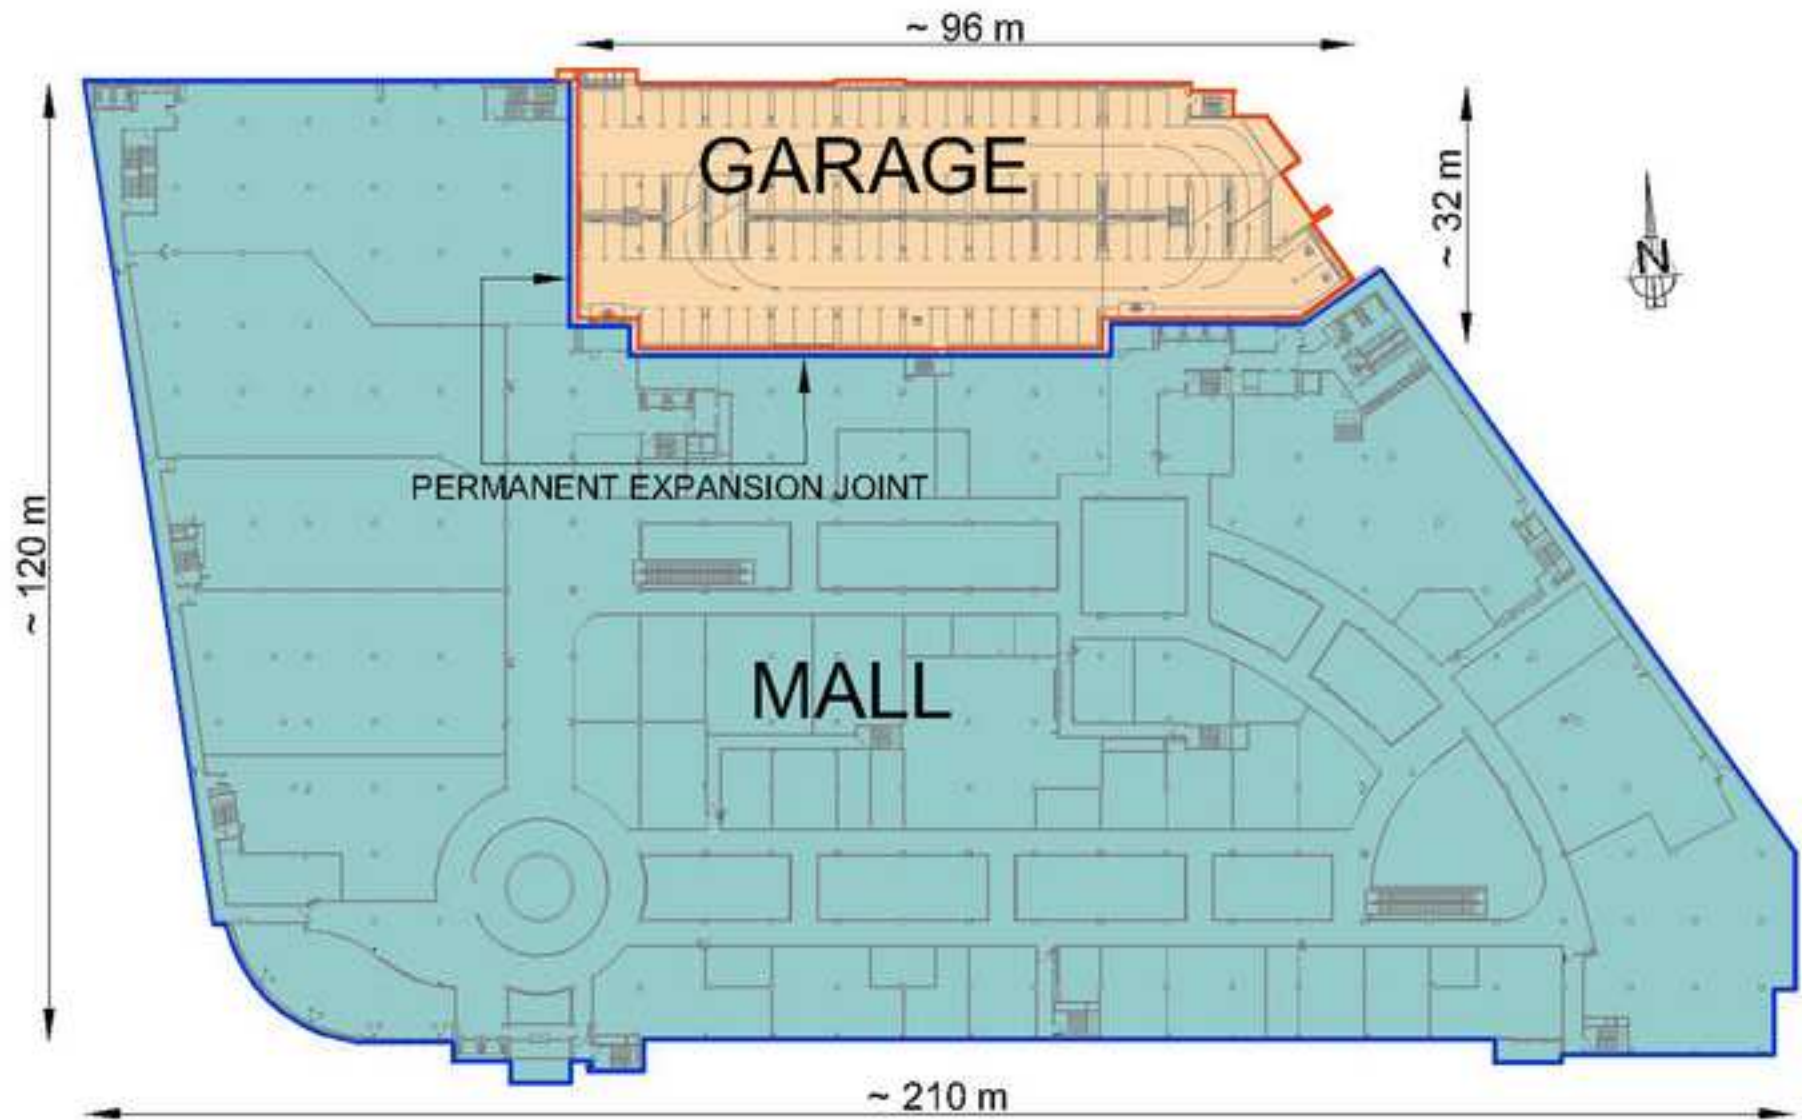 ~ 96 m
GARAGE
~ 32 m
N
PERMANENT EXPANSION JOINT
~ 120 m
MALL
~ 210 m